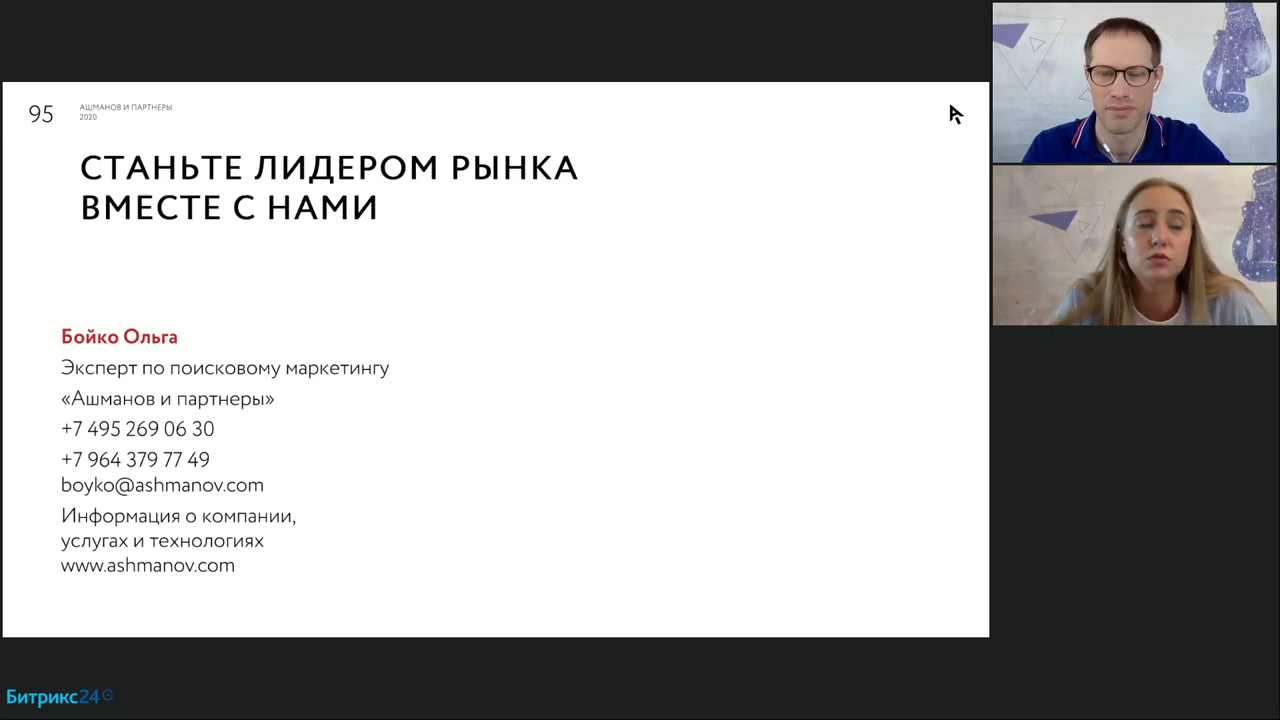 95
АШМАНОВ И ПАРТНЕРЫ
2020
СТАНЬТЕ ЛИДЕРОМ РЫНКА
ВМЕСТЕ С НАМИ
Бойко Ольга
Эксперт по поисковому маркетингу
«Ашманов и партнеры»
+7 495 269 06 30
+7 964 379 77 49
boyko@ashmanov.com
Информация о компании,
услугах и технологиях
www.ashmanov.com
Битрикс24